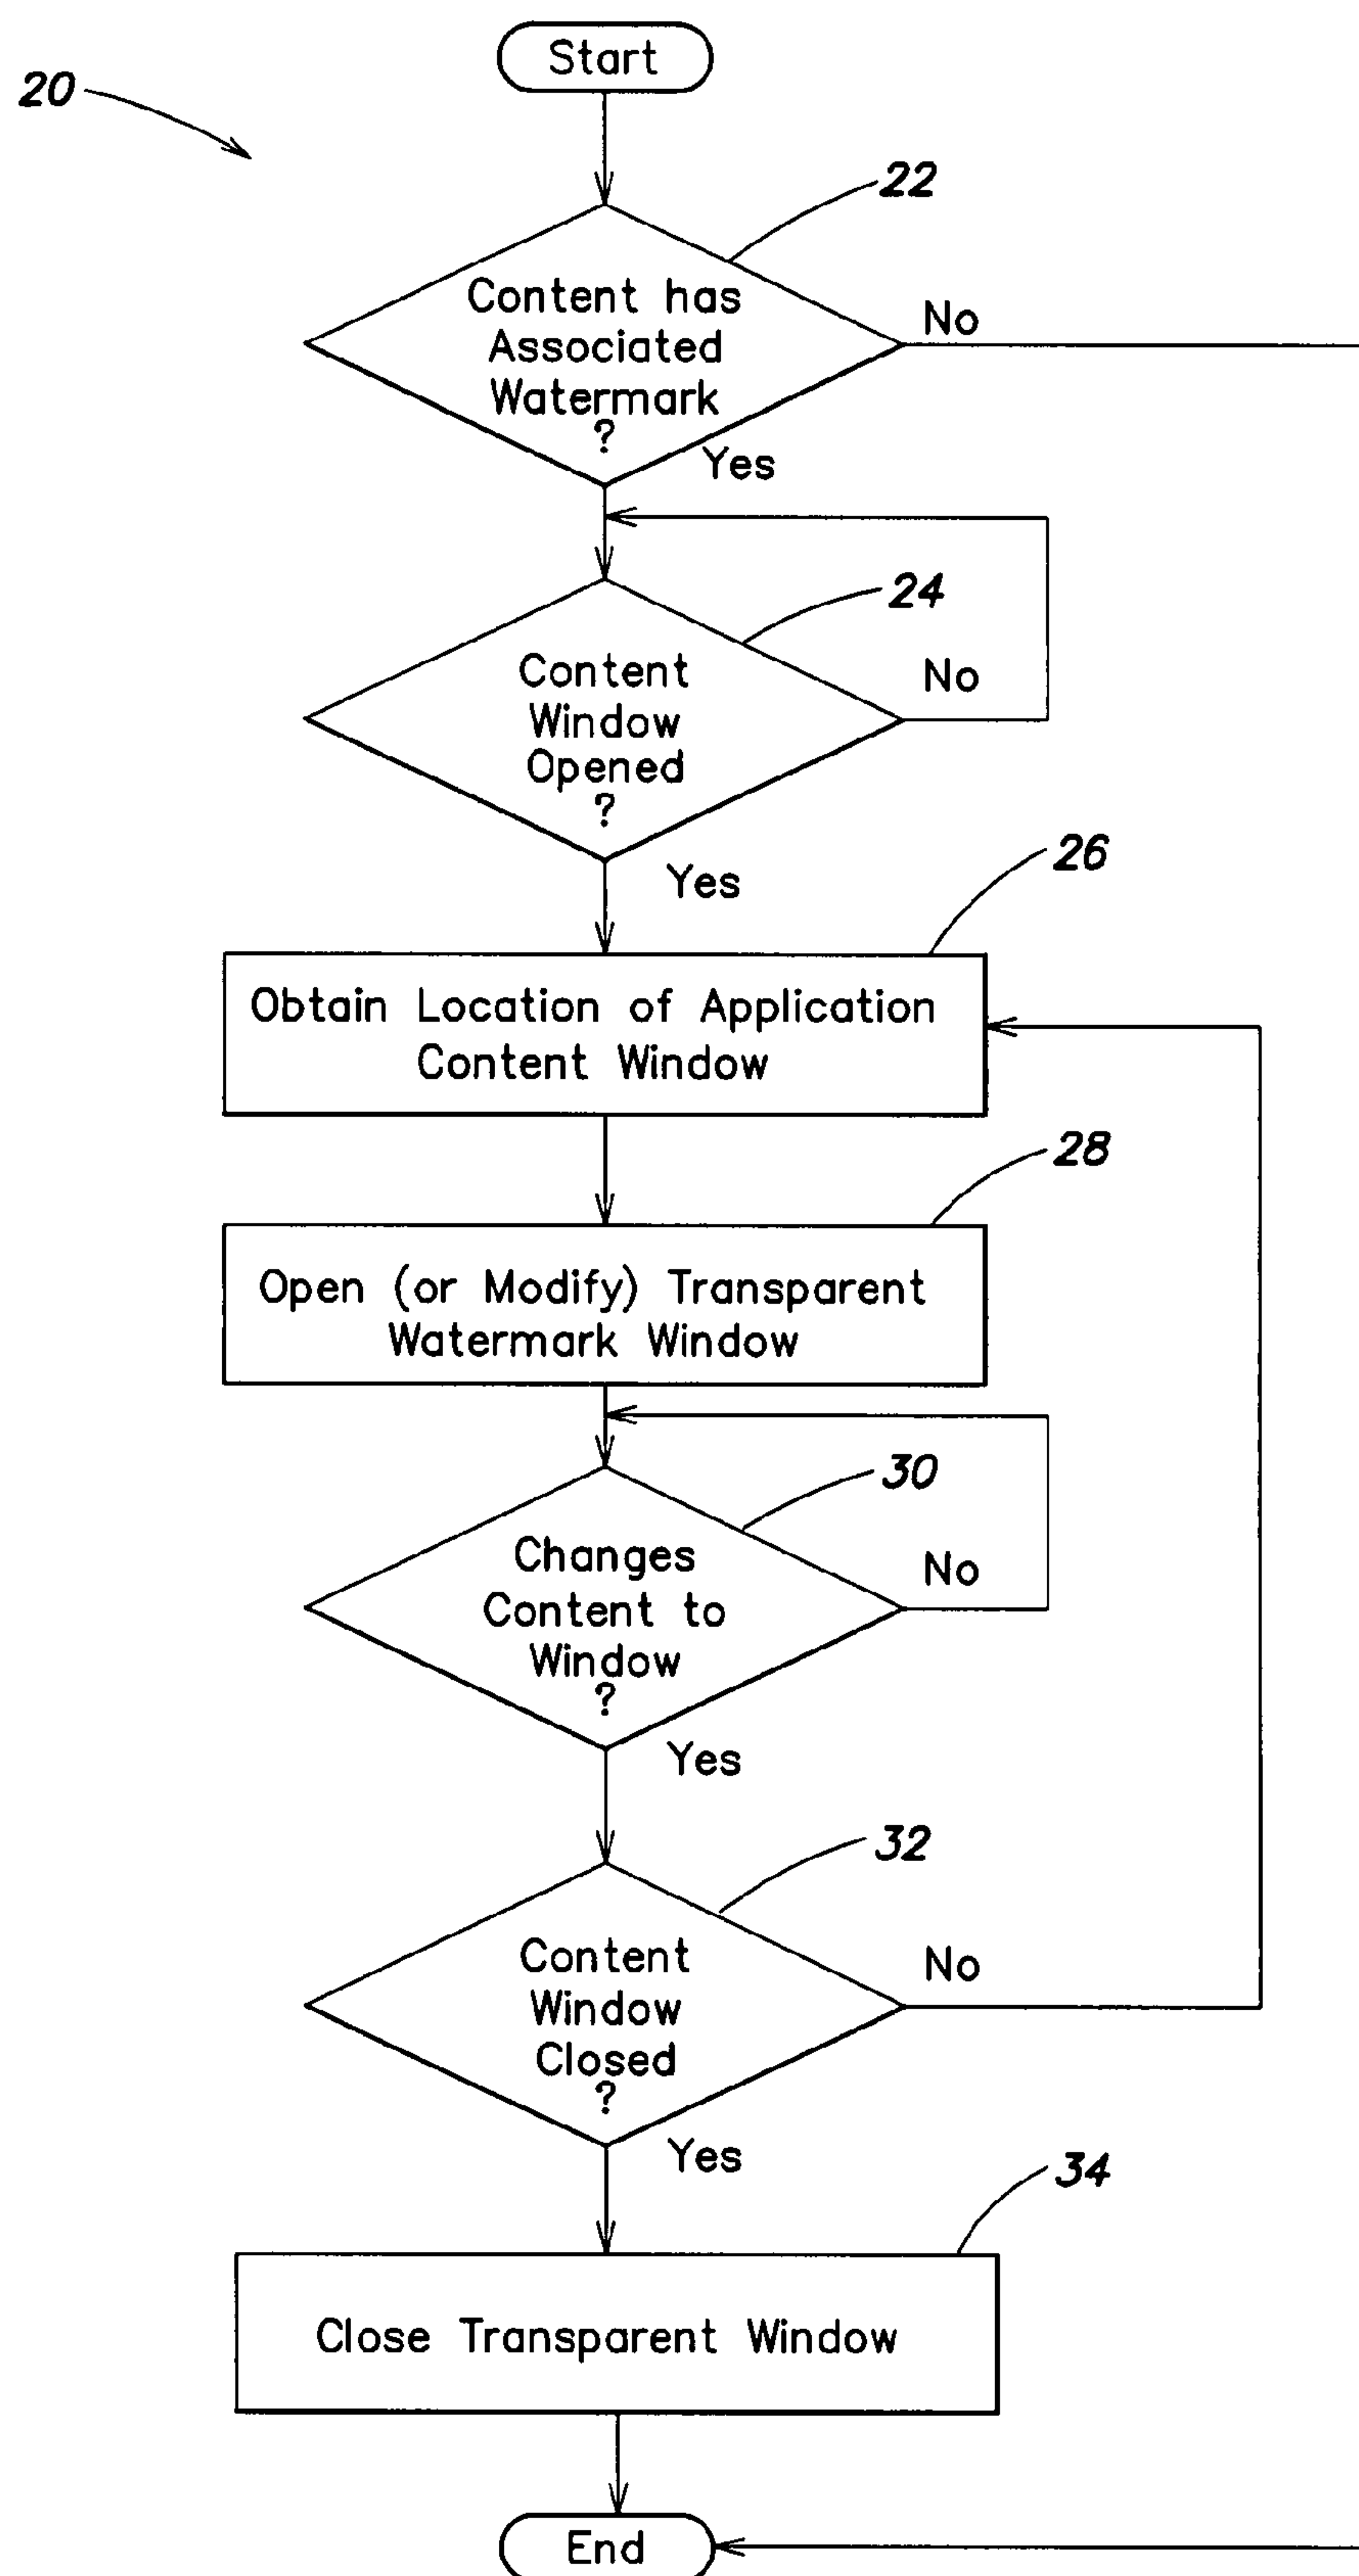 Start
20
22
Content has
Associated
Watermark
?
No
Yes
24
Content
Window
Opened
?
No
Yes
26
Obtain Location of Application
Content Window
28
Open (or Modify) Transparent
Watermark Window
30
Changes
Content to
Window
?
No
Yes
32
Content
Window
Closed
?
No
Yes
34
Close Transparent Window
End